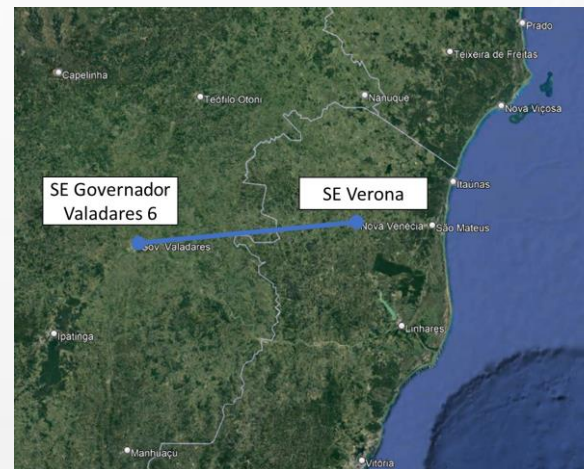 Prado
Teixeira de Freitas
Capelinha
Teófilo Otoni
Nanuque
Nova Viçosa
SE Governador
Valadares 6
SE Verona
Itaúnas
Nova Venécia
São Mateus
Gov. Valadares
Ipatinga
Linhares
Manhuaçu
Vitória